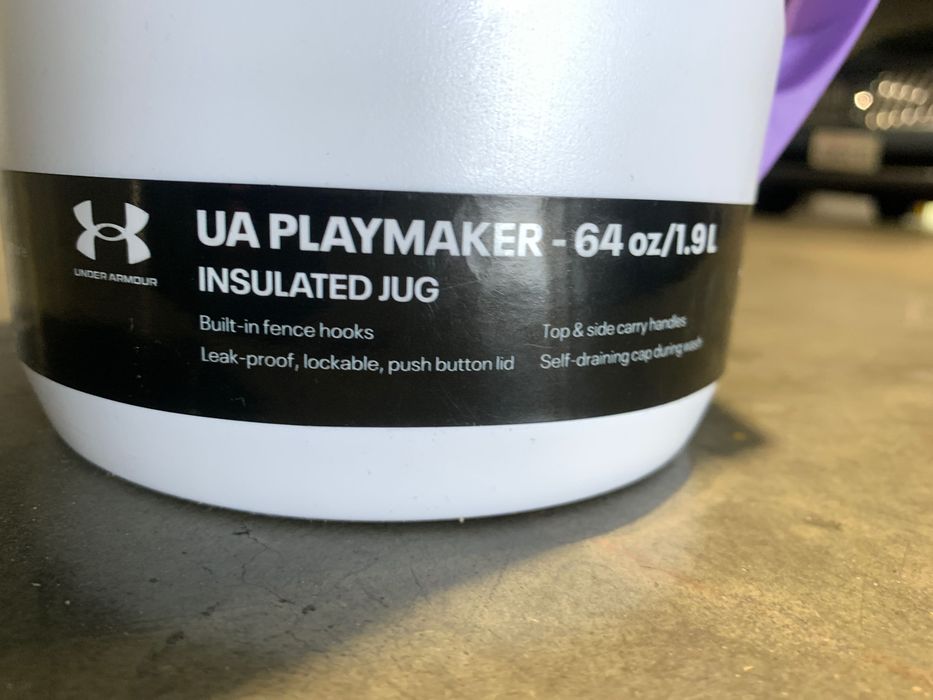 UNDER ARMOUR
UA PLAYMAKER - 64 oz/1.9L
INSULATED JUG
Built-in fence hooks
Leak-proof, lockable, push button lid
Top & side carry handles
Self-draining cap during wash